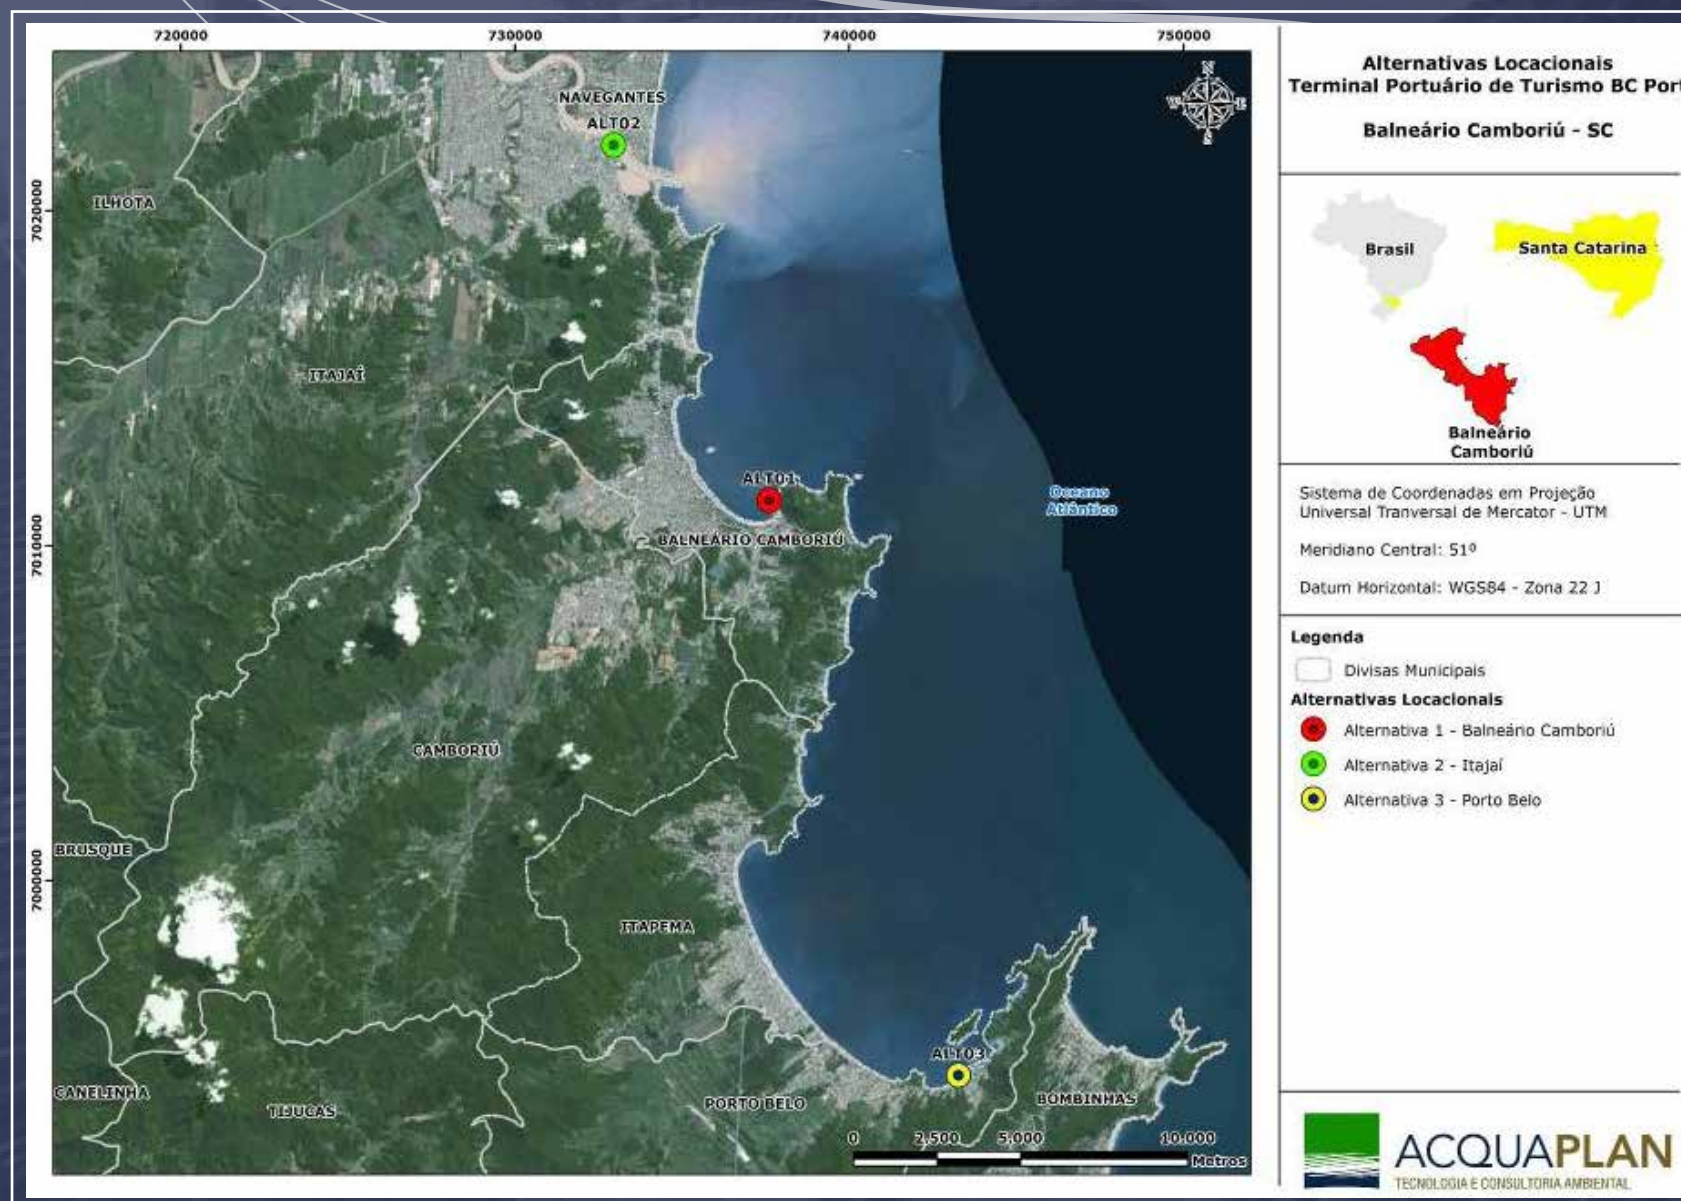 720000
730000
740000
750000
7020000
7010000
7000000
N
W
E
S
NAVEGANTES
ALT02
ILHOTA
ITAJAÍ
ALT01
BALNEÁRIO CAMBORIÚ
Oceano
Atlântico
CAMBORIÚ
BRUSQUE
ITAPEMA
ALT03
CANELINHA
TIJUCAS
PORTO BELO
BOMBINHAS
0 2,500 5,000 10.000
Metros
Alternativas Locacionais
Terminal Portuário de Turismo BC Port
Balneário Camboriú - SC
Brasil
Santa Catarina
Balneário
Camboriú
Sistema de Coordenadas em Projeção
Universal Tranversal de Mercator - UTM
Meridiano Central: 51º
Datum Horizontal: WGS84 - Zona 22 J
Legenda
Divisas Municipais
Alternativas Locacionais
Alternativa 1 - Balneário Camboriú
Alternativa 2 - Itajaí
Alternativa 3 - Porto Belo
ACQUAPLAN
TECNOLOGIA E CONSULTORIA AMBIENTAL